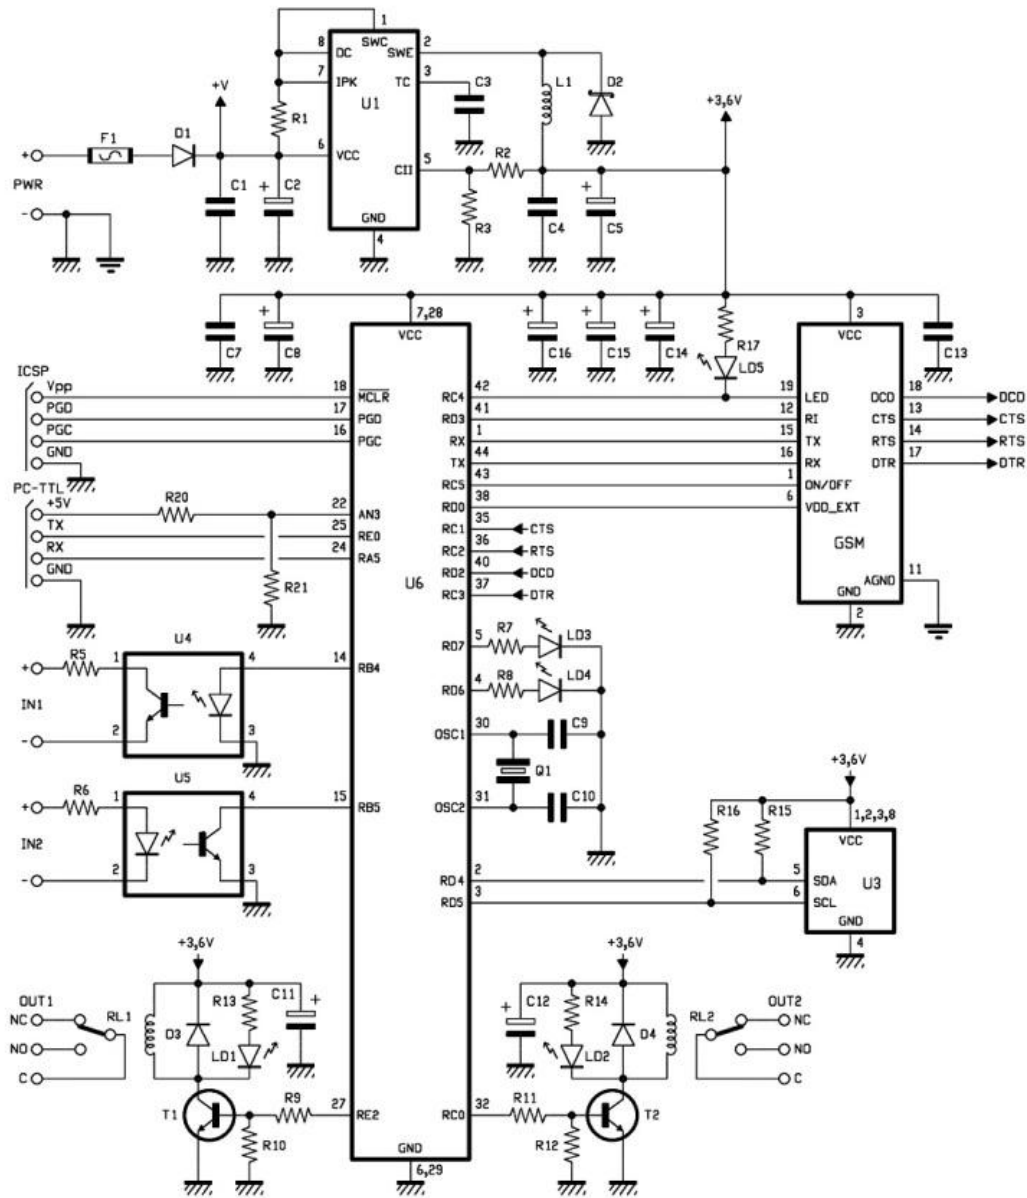 1
8 DC SWC SWE 2
7 IPK TC 3
U1
C3
L1
D2
+V
+3,6V
R1
F1
D1
+
6 VCC
CII 5
R2
PWR
C1
+ C2
R3
C4
+ C5
-
GND
4
7,28
VCC
C7
+ C8
+ C16
+ C15
+ C14
R17
LD5
3
VCC
C13
ICSP
Vpp 18 MCLR
PGD 17 PGD
PGC 16 PGC
GND
RC4 42 19 LED DCD 18 DCD
RD3 41 12 RI CTS 13 CTS
RX 1 15 TX RTS 14 RTS
TX 44 16 RX DTR 17 DTR
RC5 43 1 ON/OFF
RD0 38 6 VDD_EXT
GSM
AGND 11
GND
2
PC-TTL
+5V R20 22 AN3
TX 25 RE0
RX 24 RA5
GND
R21
U6
RC1 35 CTS
RC2 36 RTS
RD2 40 DCD
RC3 37 DTR
U4
+ R5 1 4 14 RB4
IN1
- 2 3
RD7 5 R7 LD3
RD6 4 R8 LD4
OSC1 30 C9
Q1
OSC2 31 C10
U5
+ R6 1 4 15 RB5
IN2
- 2 3
+3,6V
R16 R15 1,2,3,8
VCC
RD4 2 5 SDA
U3
RD5 3 6 SCL
GND
4
+3,6V
OUT1
NC
NO
C
RL1
D3
R13
LD1
C11 +
T1
R9
27 RE2
R10
GND
6,29
+3,6V
+ C12
R14
LD2
D4
RL2
OUT2
NC
NO
C
RC0 32 R11
R12
T2